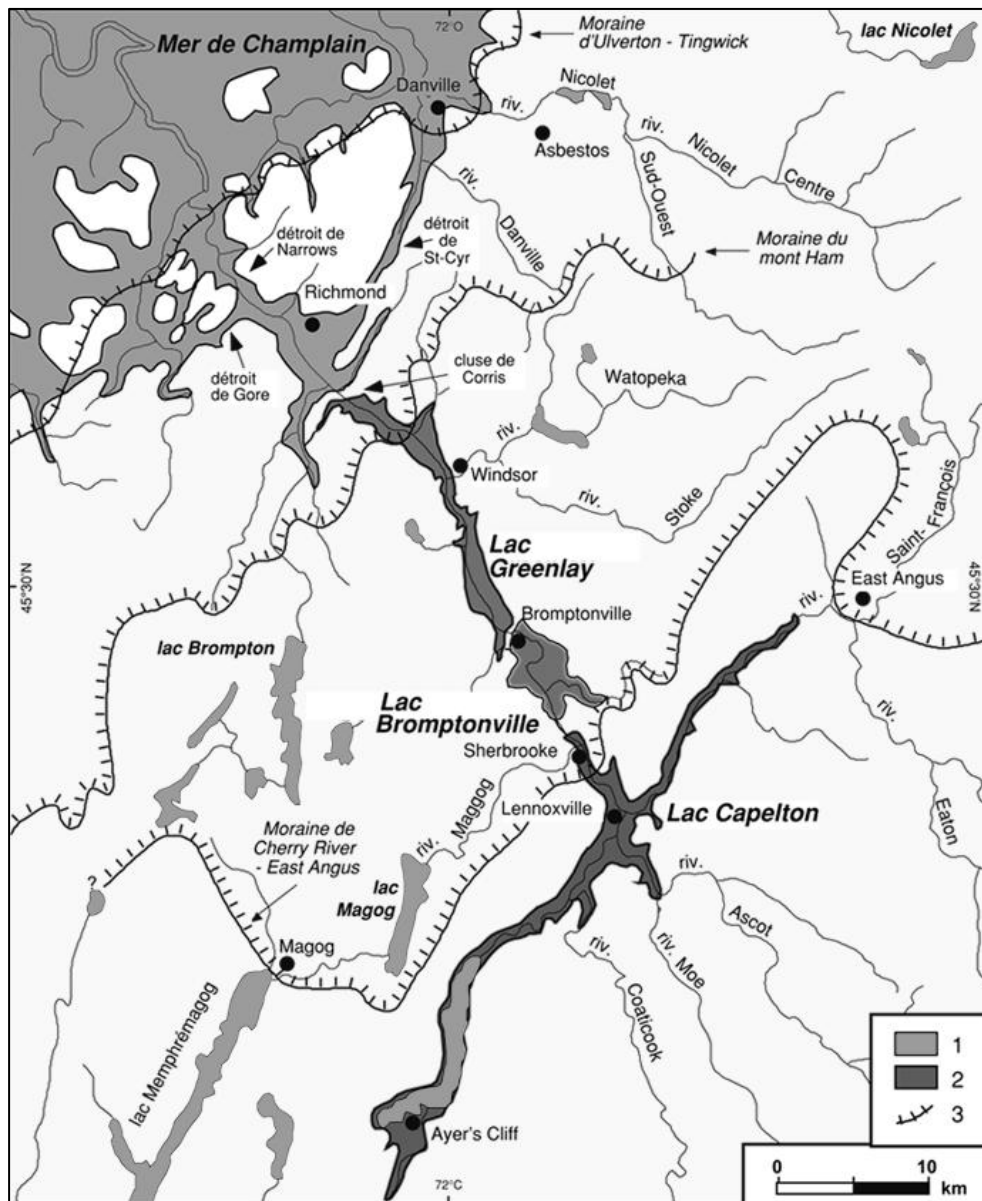 72°O
Mer de Champlain
Moraine
d'Ulverton - Tingwick
lac Nicolet
Danville
Nicolet
riv.
Asbestos
riv.
Nicolet
Centre
Sud-Ouest
riv.
Danville
détroit de
Narrows
détroit
de
St-Cyr
Moraine du
mont Ham
Richmond
détroit
de Gore
cluse de
Corris
Watopeka
riv.
Windsor
riv.
Stoke
Saint-François
Lac
Greenlay
45°30'N
45°30'N
East Angus
riv.
Bromptonville
lac Brompton
Lac
Bromptonville
riv.
Sherbrooke
Lennoxville
Lac Capelton
Eaton
riv. Maggog
Moraine de
Cherry River
- East Angus
lac
Magog
?
riv.
Ascot
Magog
riv.
Moe
riv.
Coaticook
lac Memphrémagog
Ayer's Cliff
1
2
3
72°C
0 10
km